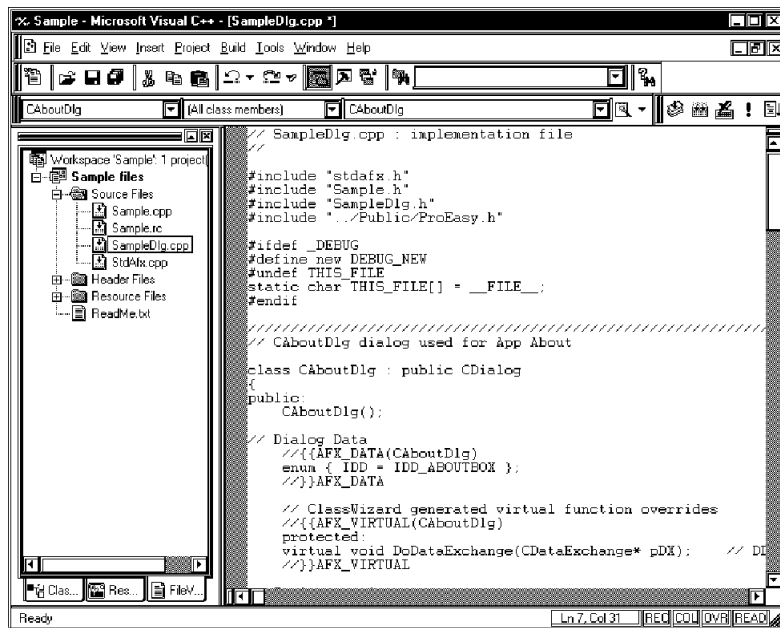 Sample - Microsoft Visual C++ - [SampleDlg.cpp *]
File Edit View Insert Project Build Tools Window Help
CAboutDlg (All class members) CAboutDlg
Workspace 'Sample': 1 project(
Sample files
Source Files
Sample.cpp
Sample.rc
SampleDlg.cpp
StdAfx.cpp
Header Files
Resource Files
ReadMe.txt
Clas... Res... FileV...
// SampleDlg.cpp : implementation file
//
#include "stdafx.h"
#include "Sample.h"
#include "SampleDlg.h"
#include "../Public/ProEasy.h"
#ifdef _DEBUG
#define new DEBUG_NEW
#undef THIS_FILE
static char THIS_FILE[] = __FILE__;
#endif
/////////////////////////////////////////////////////////////////
// CAboutDlg dialog used for App About
class CAboutDlg : public CDialog
{
public:
CAboutDlg();
// Dialog Data
//{{AFX_DATA(CAboutDlg)
enum { IDD = IDD_ABOUTBOX };
//}}AFX_DATA
// ClassWizard generated virtual function overrides
//{{AFX_VIRTUAL(CAboutDlg)
protected:
virtual void DoDataExchange(CDataExchange* pDX); //
//}}AFX_VIRTUAL
Ready Ln 7, Col 31 REC COL OVR READ